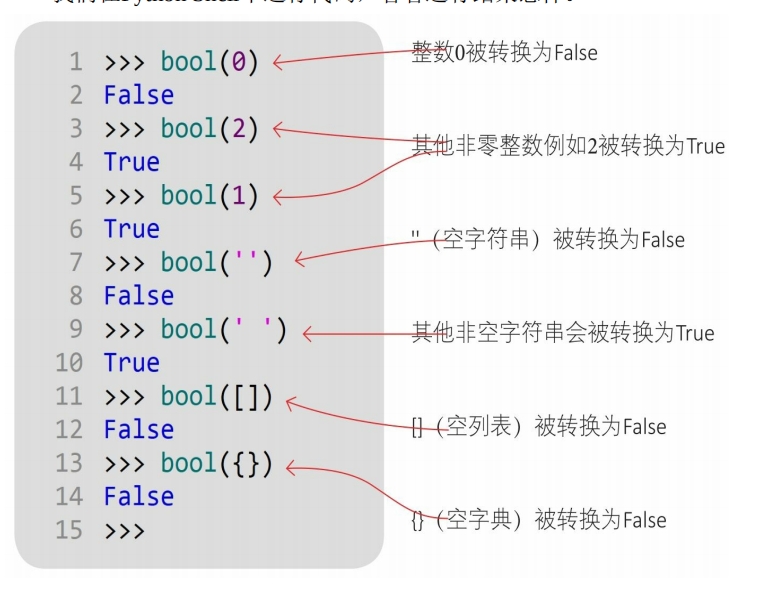 1 >>> bool(0)
整数0被转换为False
2 False
3 >>> bool(2)
其他非零整数例如2被转换为True
4 True
5 >>> bool(1)
6 True
7 >>> bool('')
''（空字符串）被转换为False
8 False
9 >>> bool(' ')
其他非空字符串会被转换为True
10 True
11 >>> bool([])
[]（空列表）被转换为False
12 False
13 >>> bool({})
14 False
{}（空字典）被转换为False
15 >>>